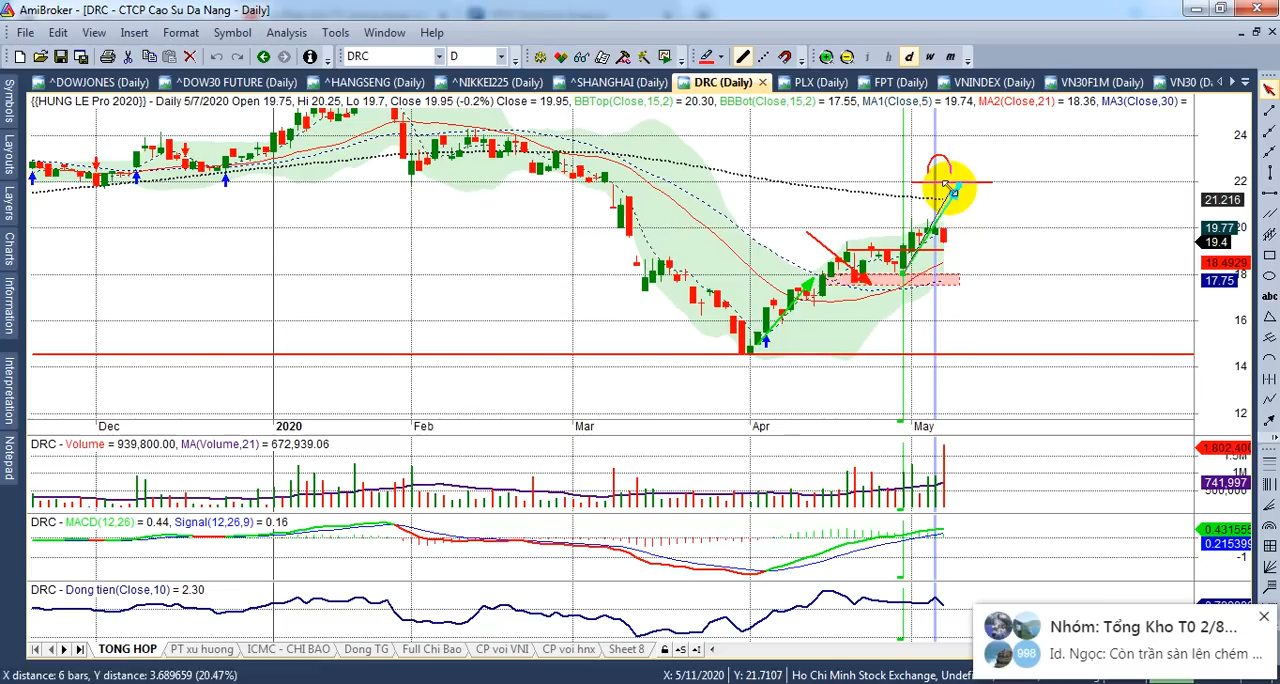 AmiBroker - [DRC - CTCP Cao Su Da Nang - Daily]
File Edit View Insert Format Symbol Analysis Tools Window Help
DRC D i h d w m
^DOWJONES (Daily) ^DOW30 FUTURE (Daily) ^HANGSENG (Daily) ^NIKKEI225 (Daily) ^SHANGHAI (Daily) DRC (Daily) PLX (Daily) FPT (Daily) VNINDEX (Daily) VN30F1M (Daily) VN30 (D
{{HUNG LE Pro 2020}} - Daily 5/7/2020 Open 19.75, Hi 20.25, Lo 19.7, Close 19.95 (-0.2%) Close = 19.95, BBTop(Close,15,2) = 20.30, BBBot(Close,15,2) = 17.55, MA1(Close,5) = 19.74, MA2(Close,21) = 18.36, MA3(Close,30) =
Symbols
Layouts
Layers
Charts
Information
Interpretation
Notepad
24
22
21.216
19.77
20
19.4
18.4929
18
17.75
16
14
12
Dec 2020 Feb Mar Apr May
DRC - Volume = 939,800.00, MA(Volume,21) = 672,939.06
1,802,400
1.5M
1M
741,997
500,000
DRC - MACD(12,26) = 0.44, Signal(12,26,9) = 0.16
0.431555
0.215399
-1
DRC - Dong tien(Close,10) = 2.30
abc
TONG HOP PT xu huong ICMC - CHI BAO Dong TG Full Chi Bao CP voi VNI CP voi hnx Sheet 8
Nhóm: Tổng Kho T0 2/8...
998 Id. Ngọc: Còn trần sàn lên chém ...
X distance: 6 bars, Y distance: 3.689659 (20.47%) X: 5/11/2020 Y: 21.7107 Ho Chi Minh Stock Exchange, Undef